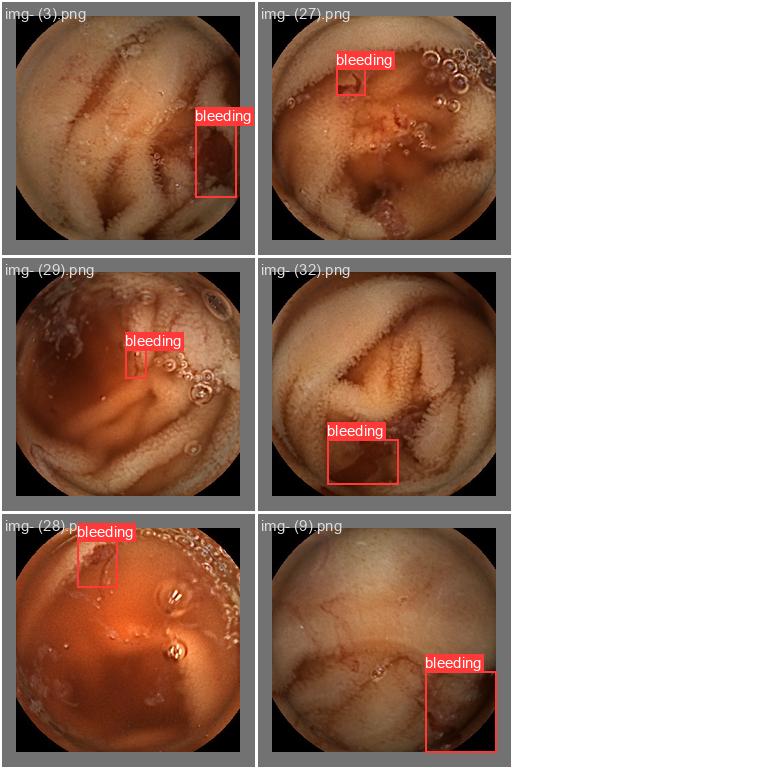 img- (3).png
bleeding
img- (27).png
bleeding
img- (29).png
bleeding
img- (32).png
bleeding
img- (28).png
bleeding
img- (9).png
bleeding